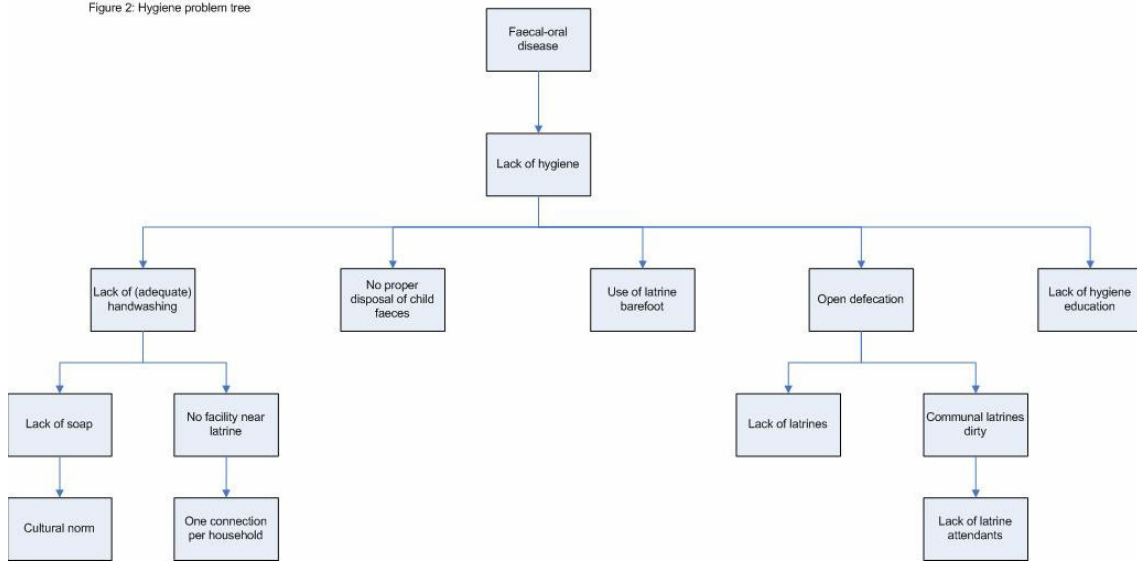 Figure 2: Hygiene problem tree
Faecal-oral
disease
Lack of hygiene
Lack of (adequate)
handwashing
No proper
disposal of child
faeces
Use of latrine
barefoot
Open defecation
Lack of hygiene
education
Lack of soap
No facility near
latrine
Lack of latrines
Communal latrines
dirty
Cultural norm
One connection
per household
Lack of latrine
attendants